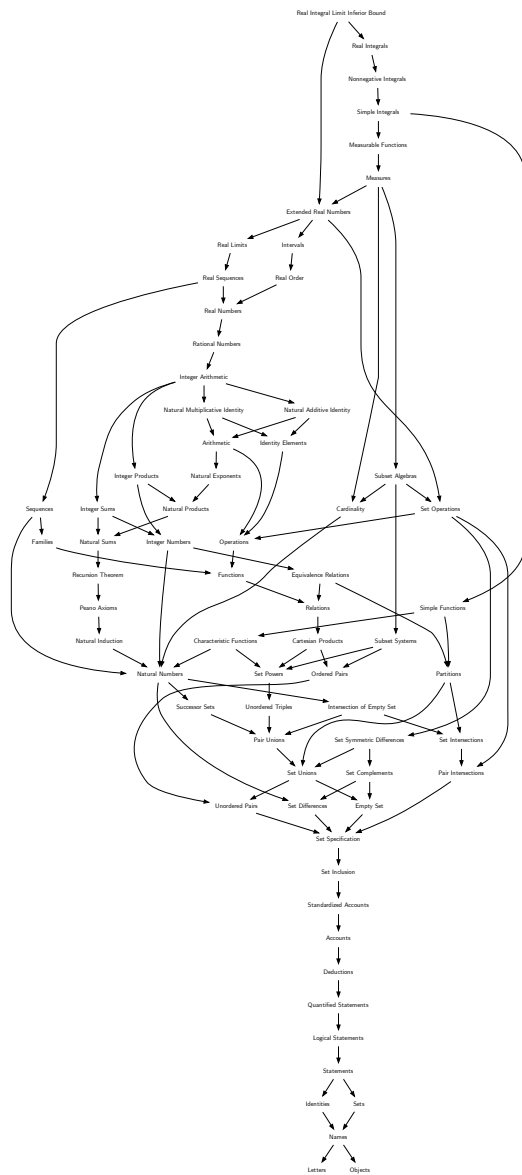 Real Integral Limit Inferior Bound
Real Integrals
Nonnegative Integrals
Simple Integrals
Measurable Functions
Measures
Extended Real Numbers
Real Limits
Intervals
Real Sequences
Real Order
Real Numbers
Rational Numbers
Integer Arithmetic
Natural Multiplicative Identity
Natural Additive Identity
Arithmetic
Identity Elements
Integer Products
Natural Exponents
Subset Algebras
Sequences
Integer Sums
Natural Products
Cardinality
Set Operations
Families
Natural Sums
Integer Numbers
Operations
Recursion Theorem
Functions
Equivalence Relations
Peano Axioms
Relations
Simple Functions
Natural Induction
Characteristic Functions
Cartesian Products
Subset Systems
Natural Numbers
Set Powers
Ordered Pairs
Partitions
Successor Sets
Unordered Triples
Intersection of Empty Set
Pair Unions
Set Symmetric Differences
Set Intersections
Set Unions
Set Complements
Pair Intersections
Unordered Pairs
Set Differences
Empty Set
Set Specification
Set Inclusion
Standardized Accounts
Accounts
Deductions
Quantified Statements
Logical Statements
Statements
Identities
Sets
Names
Letters
Objects